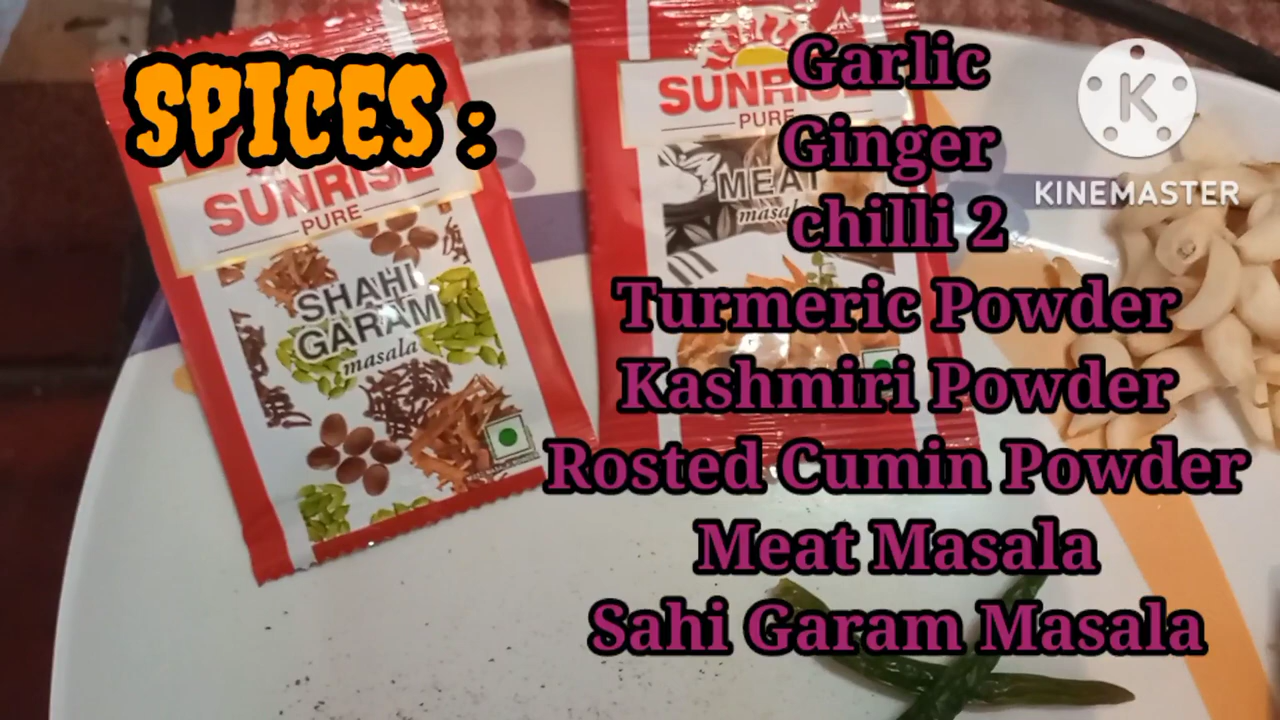 SPICES :
SUNRISE
PURE
SHAHI
GARAM
masala
SUNRISE
PURE
MEAT
masala
Garlic
Ginger
chilli 2
Turmeric Powder
Kashmiri Powder
Rosted Cumin Powder
Meat Masala
Sahi Garam Masala
K
KINEMASTER